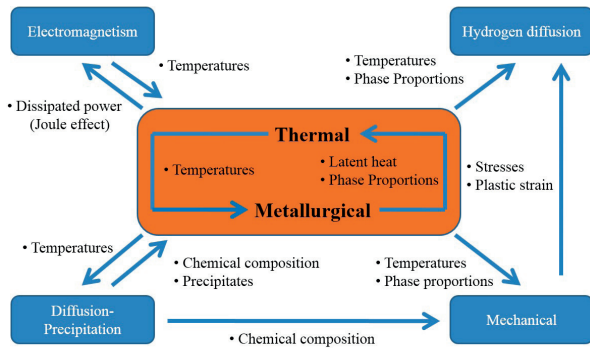 Electromagnetism
Hydrogen diffusion
• Temperatures
• Temperatures
• Phase Proportions
• Dissipated power
(Joule effect)
Thermal
• Temperatures
• Latent heat
• Phase Proportions
Metallurgical
• Stresses
• Plastic strain
• Temperatures
• Chemical composition
• Precipitates
• Temperatures
• Phase proportions
Diffusion-
Precipitation
• Chemical composition
Mechanical